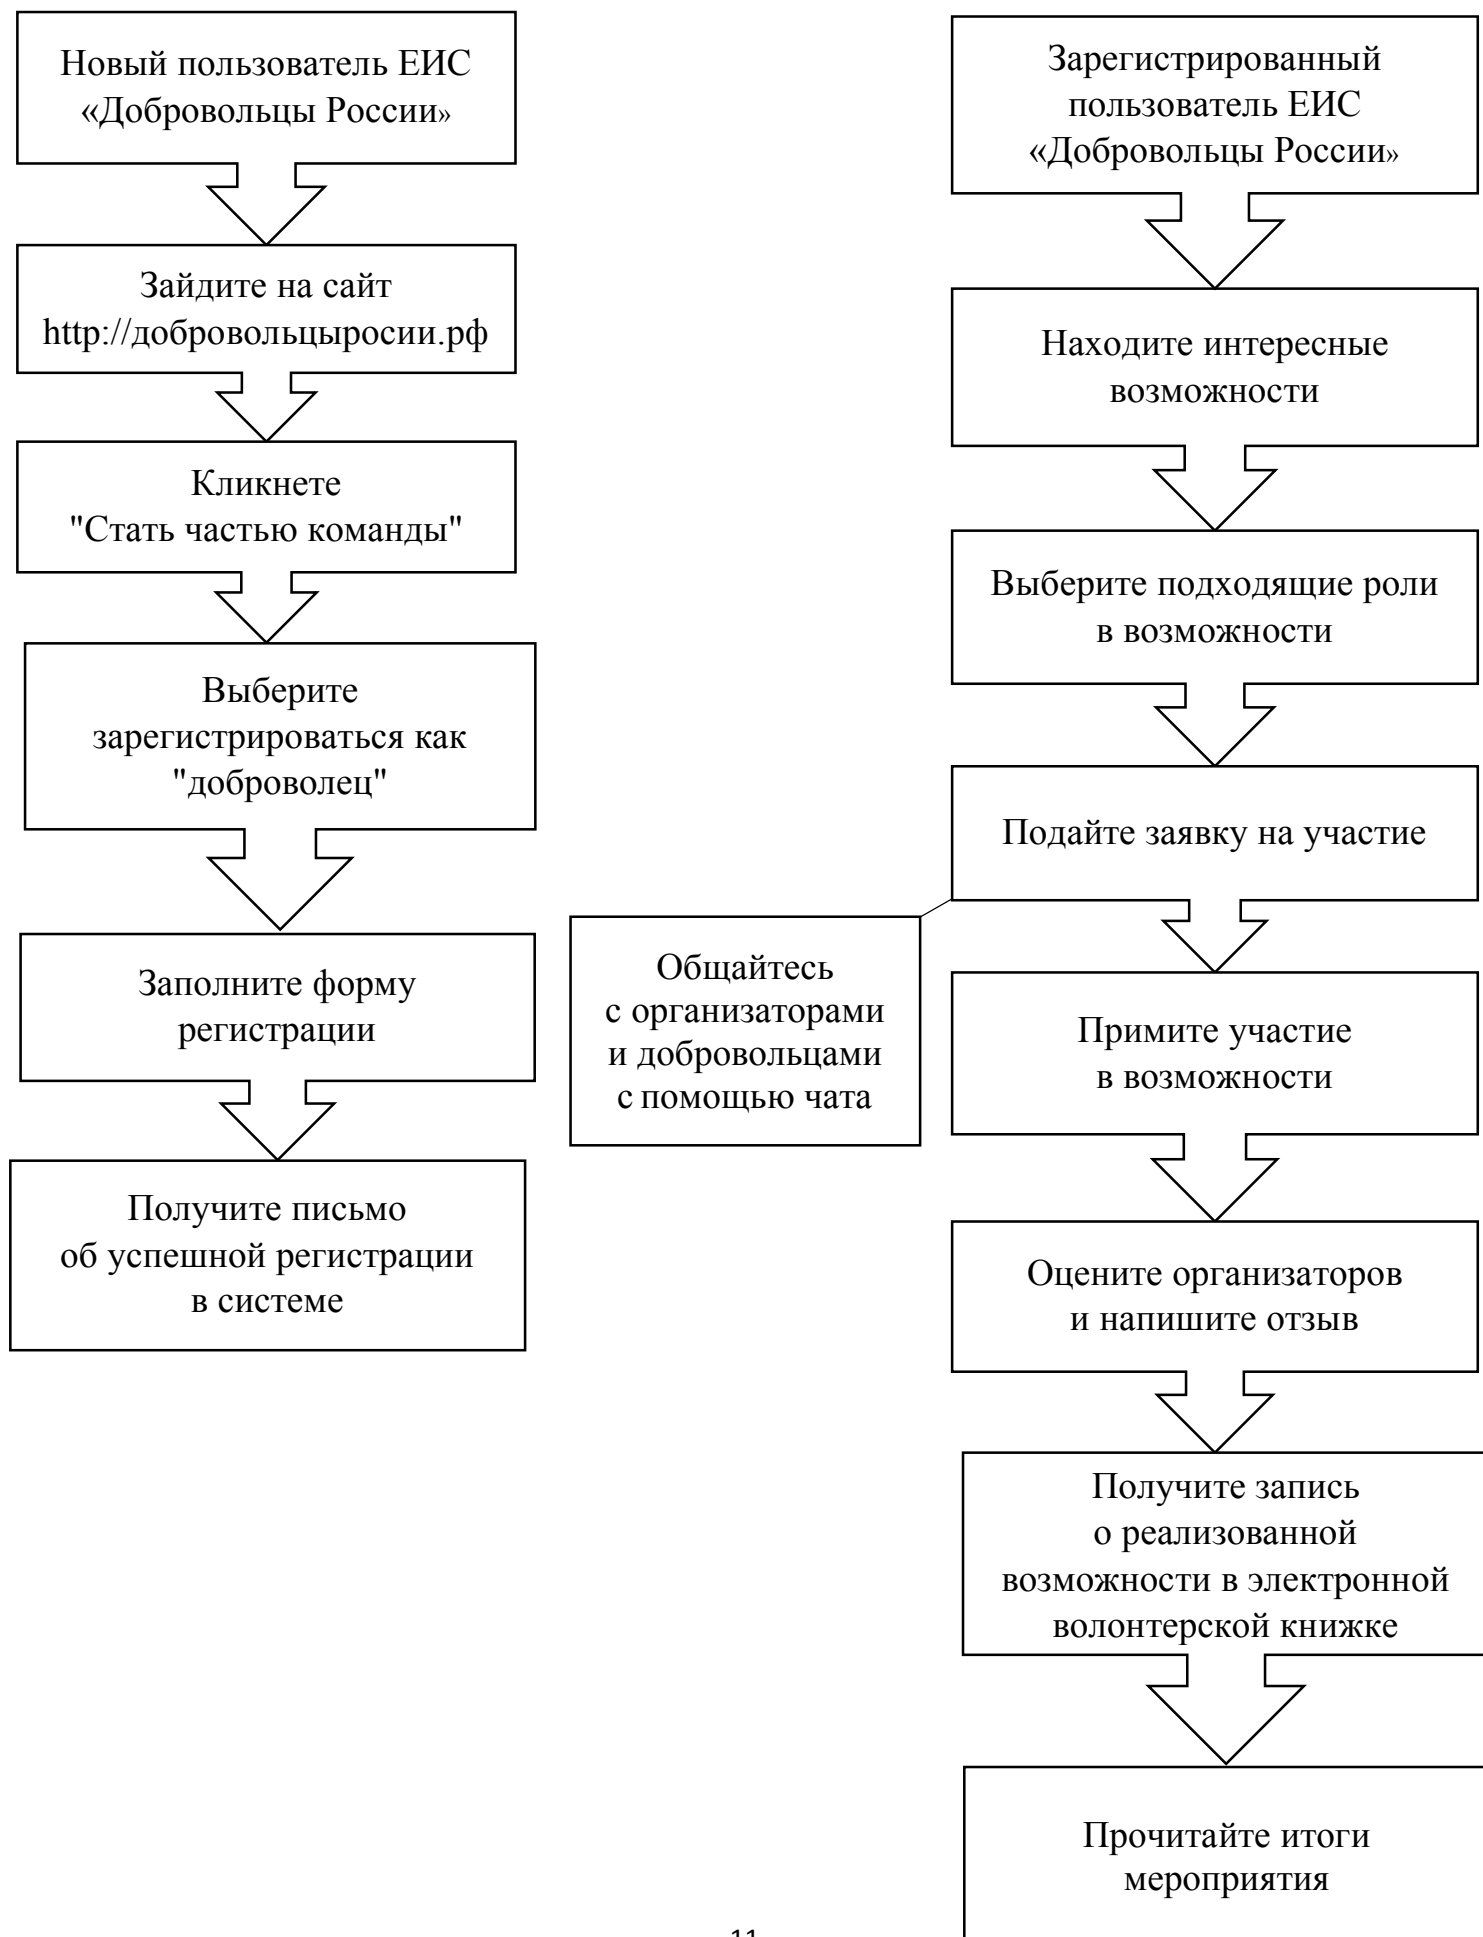 Новый пользователь ЕИС
«Добровольцы России»
Зайдите на сайт
http://добровольцыросии.рф
Кликнете
"Стать частью команды"
Выберите
зарегистрироваться как
"доброволец"
Заполните форму
регистрации
Получите письмо
об успешной регистрации
в системе
Зарегистрированный
пользователь ЕИС
«Добровольцы России»
Находите интересные
возможности
Выберите подходящие роли
в возможности
Подайте заявку на участие
Общайтесь
с организаторами
и добровольцами
с помощью чата
Примите участие
в возможности
Оцените организаторов
и напишите отзыв
Получите запись
о реализованной
возможности в электронной
волонтерской книжке
Прочитайте итоги
мероприятия
11